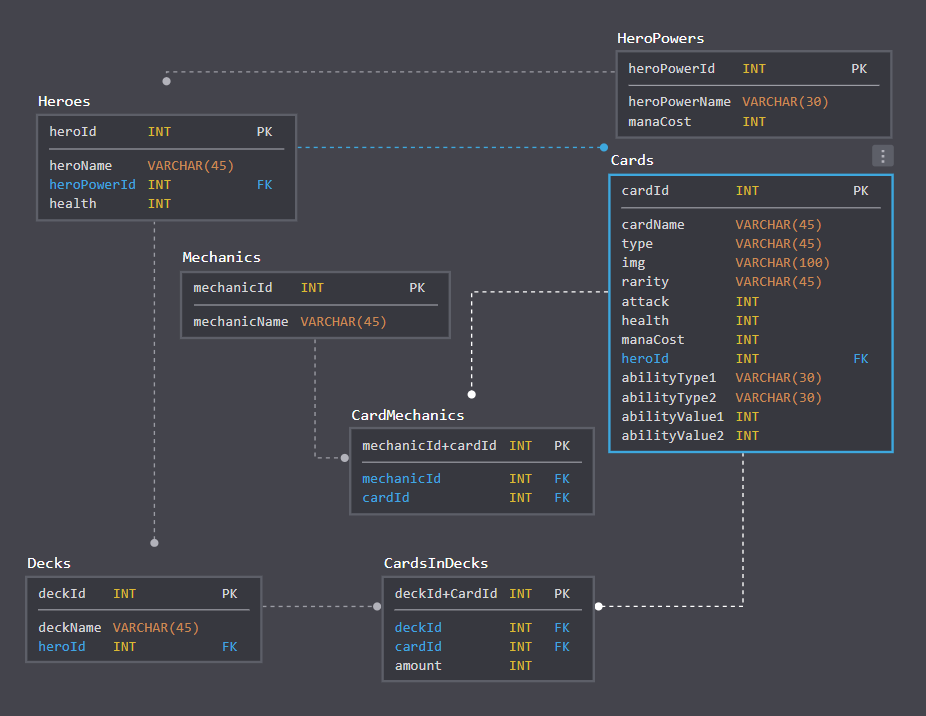 HeroPowers
heroPowerId INT PK
heroPowerName VARCHAR(30)
manaCost INT
Heroes
heroId INT PK
heroName VARCHAR(45)
heroPowerId INT FK
health INT
Cards
cardId INT PK
cardName VARCHAR(45)
type VARCHAR(45)
img VARCHAR(100)
rarity VARCHAR(45)
attack INT
health INT
manaCost INT
heroId INT FK
abilityType1 VARCHAR(30)
abilityType2 VARCHAR(30)
abilityValue1 INT
abilityValue2 INT
Mechanics
mechanicId INT PK
mechanicName VARCHAR(45)
CardMechanics
mechanicId+cardId INT PK
mechanicId INT FK
cardId INT FK
Decks
deckId INT PK
deckName VARCHAR(45)
heroId INT FK
CardsInDecks
deckId+CardId INT PK
deckId INT FK
cardId INT FK
amount INT